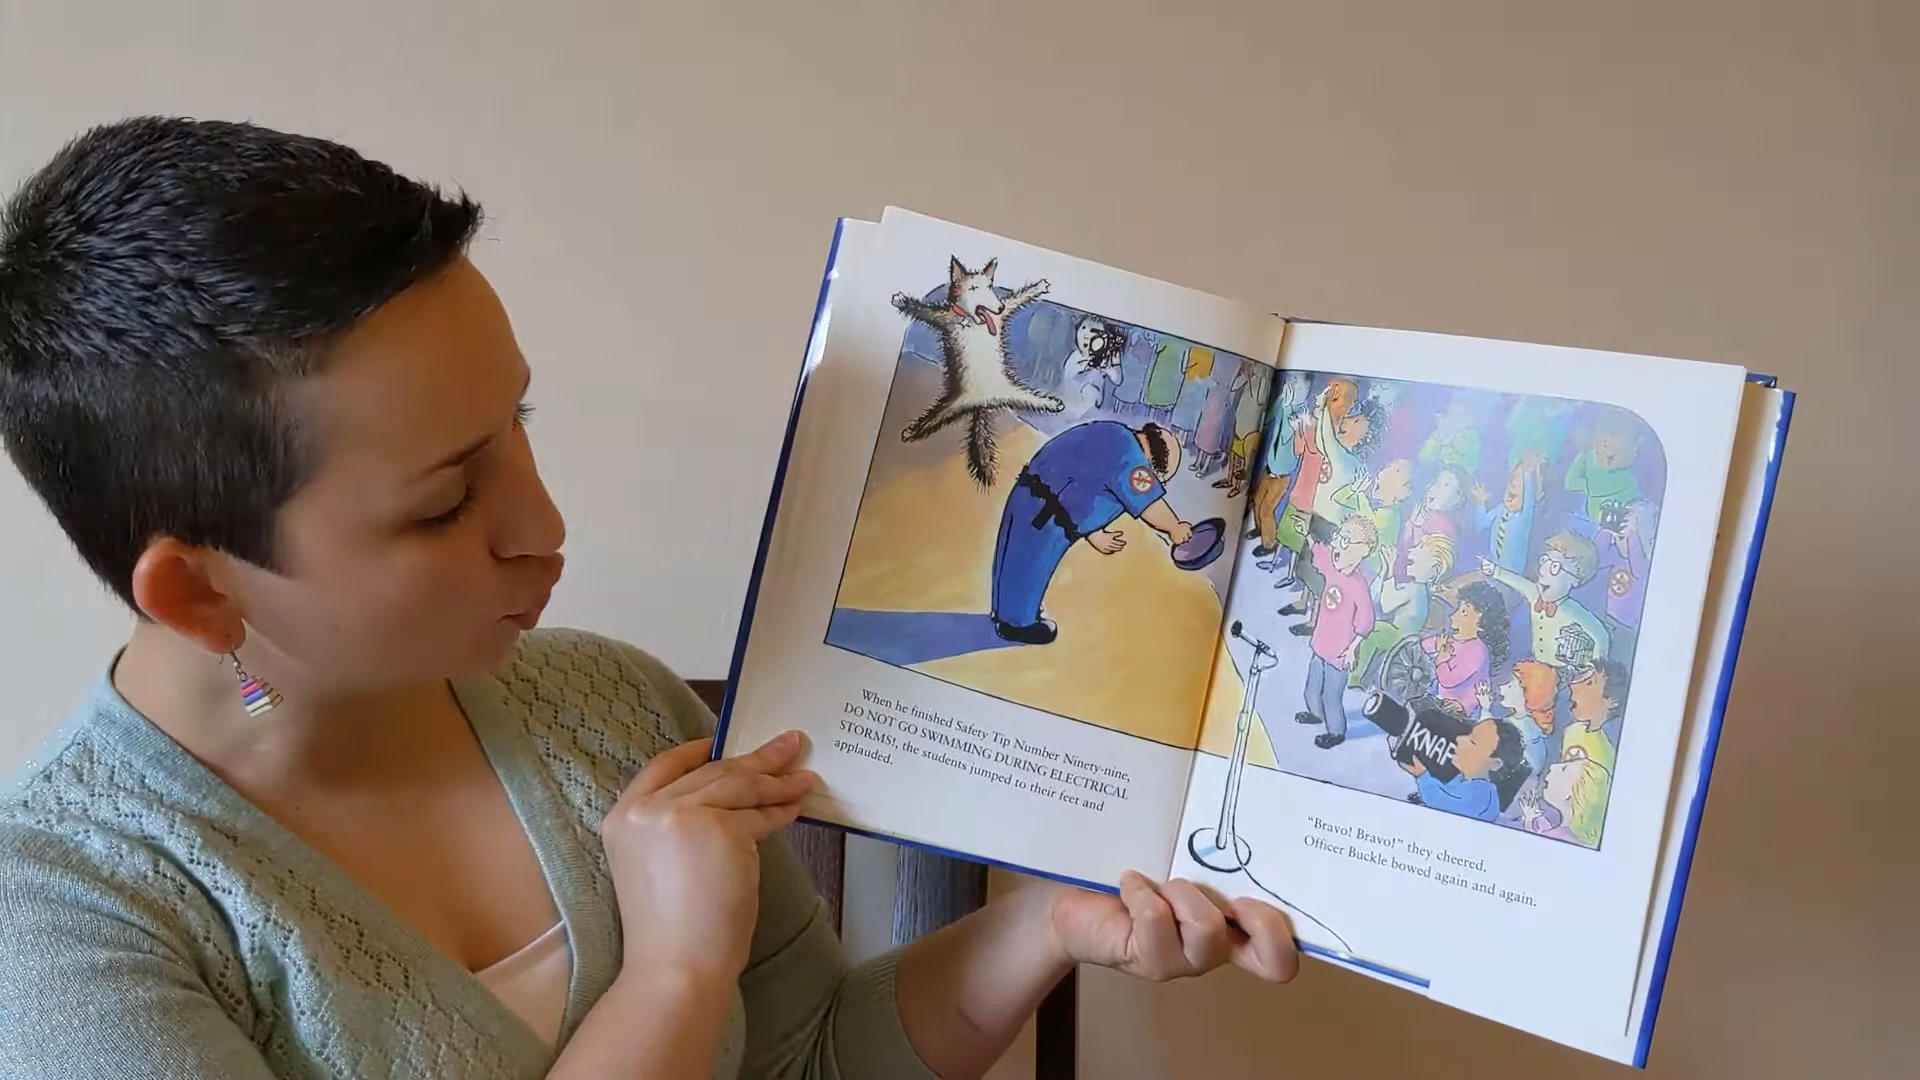 When he finished Safety Tip Number Ninety-nine,
DO NOT GO SWIMMING DURING ELECTRICAL
STORMS!, the students jumped to their feet and
applauded.
KNAF
"Bravo! Bravo!" they cheered.
Officer Buckle bowed again and again.